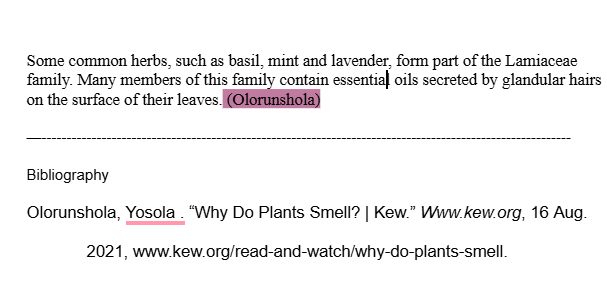 Some common herbs, such as basil, mint and lavender, form part of the Lamiaceae
family. Many members of this family contain essential oils secreted by glandular hairs
on the surface of their leaves. (Olorunshola)
Bibliography
Olorunshola, Yosola . “Why Do Plants Smell? | Kew.” Www.kew.org, 16 Aug.
2021, www.kew.org/read-and-watch/why-do-plants-smell.